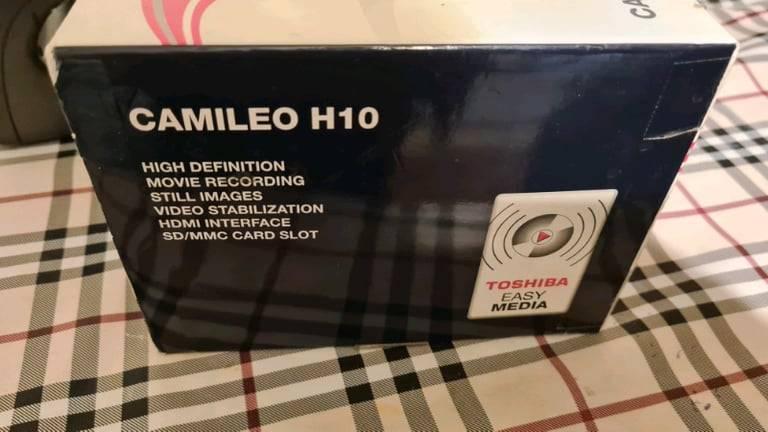 CA
CAMILEO H10
HIGH DEFINITION
MOVIE RECORDING
STILL IMAGES
VIDEO STABILIZATION
HDMI INTERFACE
SD/MMC CARD SLOT
TOSHIBA
EASY
MEDIA